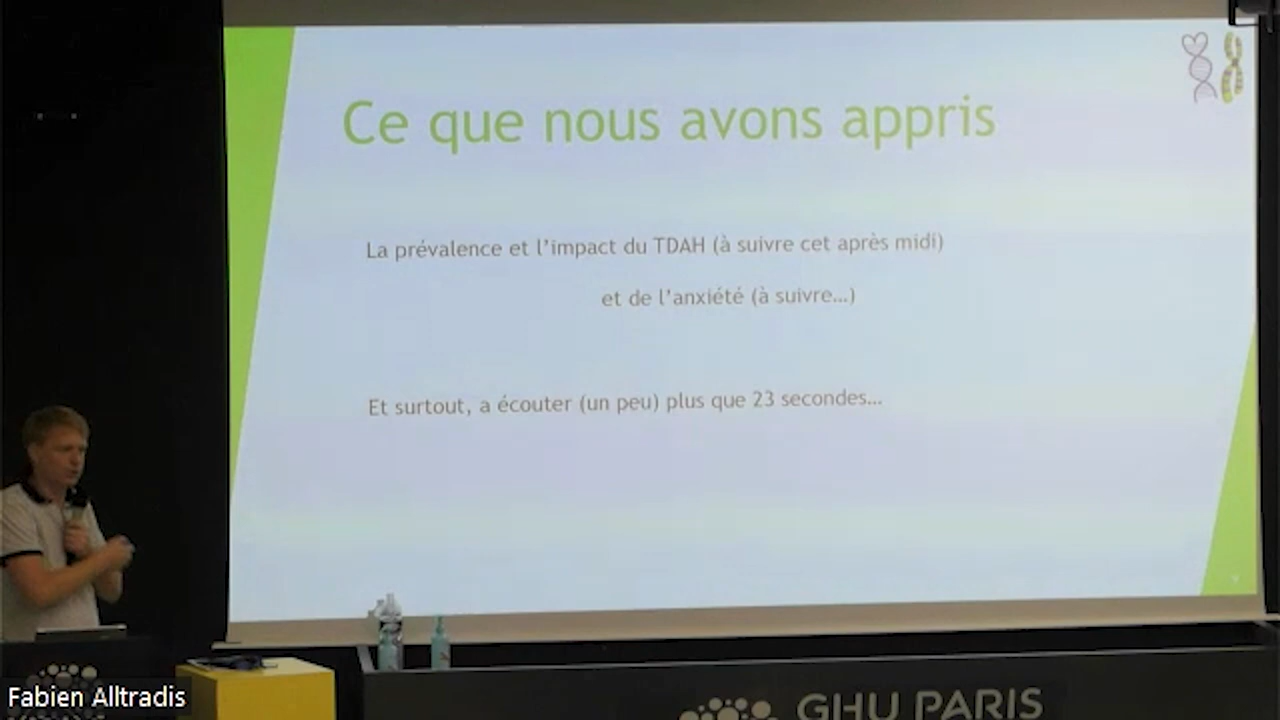 Ce que nous avons appris
La prévalence et l'impact du TDAH (à suivre cet après midi)
et de l'anxiété (à suivre...)
Et surtout, a écouter (un peu) plus que 23 secondes...
Fabien Alltradis
GHU PARIS